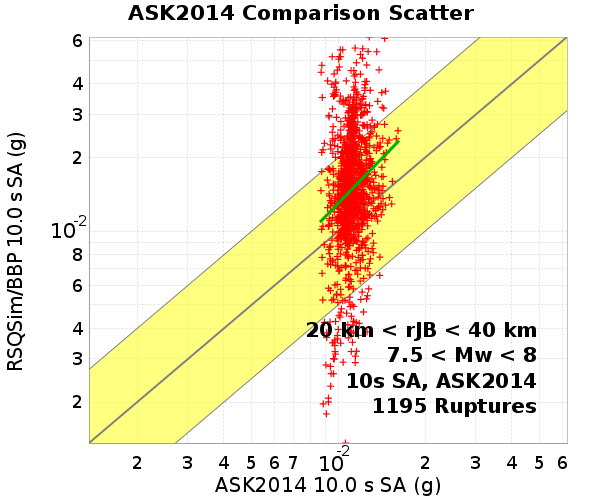 ASK2014 Comparison Scatter
RSQSim/BBP 10.0 s SA (g)
6
4
3
2
10^-2
8
6
4
3
2
20 km < rJB < 40 km
7.5 < Mw < 8
10s SA, ASK2014
1195 Ruptures
2 3 4 5 6 7 10^-2 2 3 4 5 6
ASK2014 10.0 s SA (g)